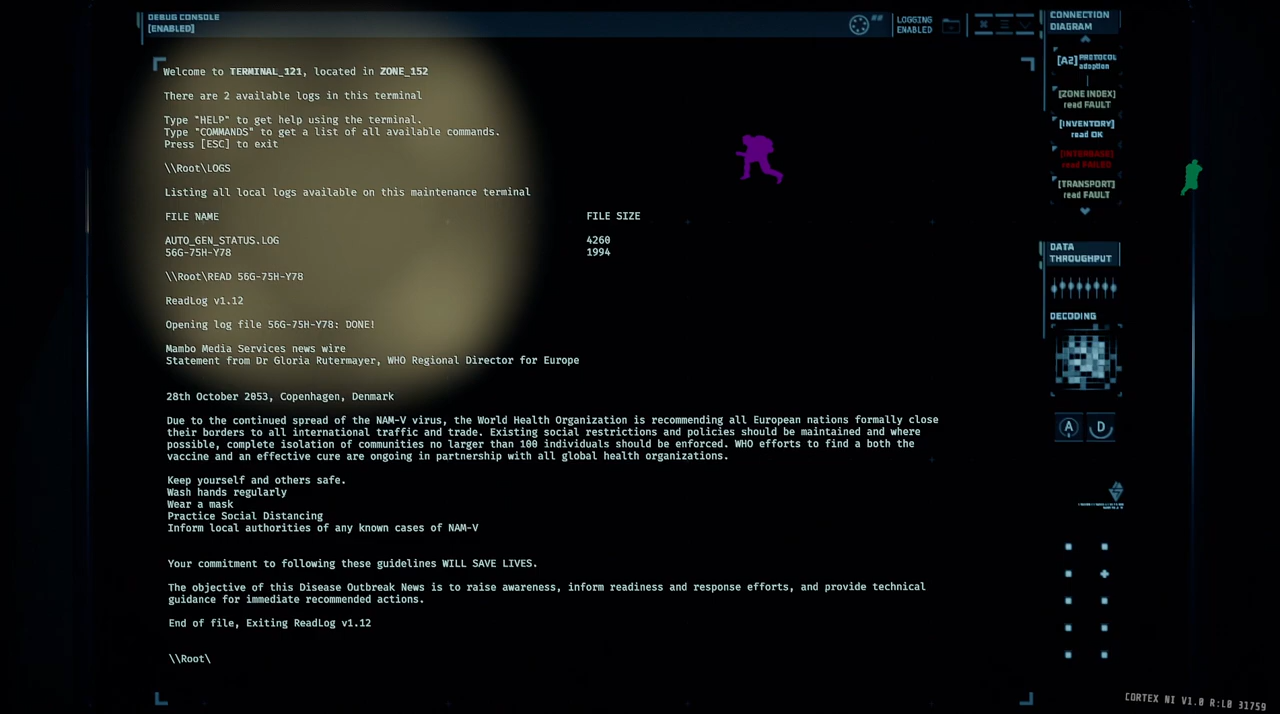 DEBUG CONSOLE
[ENABLED]
LOGGING
ENABLED
Welcome to TERMINAL_121, located in ZONE_152
There are 2 available logs in this terminal
Type "HELP" to get help using the terminal.
Type "COMMANDS" to get a list of all available commands.
Press [ESC] to exit
\\Root\LOGS
Listing all local logs available on this maintenance terminal
FILE NAME FILE SIZE
AUTO_GEN_STATUS.LOG 4260
56G-75H-Y78 1994
\\Root\READ 56G-75H-Y78
ReadLog v1.12
Opening log file 56G-75H-Y78: DONE!
Mambo Media Services news wire
Statement from Dr Gloria Rutermayer, WHO Regional Director for Europe
28th October 2053, Copenhagen, Denmark
Due to the continued spread of the NAM-V virus, the World Health Organization is recommending all European nations formally close
their borders to all international traffic and trade. Existing social restrictions and policies should be maintained and where
possible, complete isolation of communities no larger than 100 individuals should be enforced. WHO efforts to find a both the
vaccine and an effective cure are ongoing in partnership with all global health organizations.
Keep yourself and others safe.
Wash hands regularly
Wear a mask
Practice Social Distancing
Inform local authorities of any known cases of NAM-V
Your commitment to following these guidelines WILL SAVE LIVES.
The objective of this Disease Outbreak News is to raise awareness, inform readiness and response efforts, and provide technical
guidance for immediate recommended actions.
End of file, Exiting ReadLog v1.12
\\Root\
CONNECTION
DIAGRAM
[A2] PROTOCOL
adoption
[ZONE INDEX]
read FAULT
[INVENTORY]
read OK
[INTERBASE]
read FAILED
[TRANSPORT]
read FAULT
DATA
THROUGHPUT
DECODING
A D
CORTEX NI V1.0 R:L0 31759